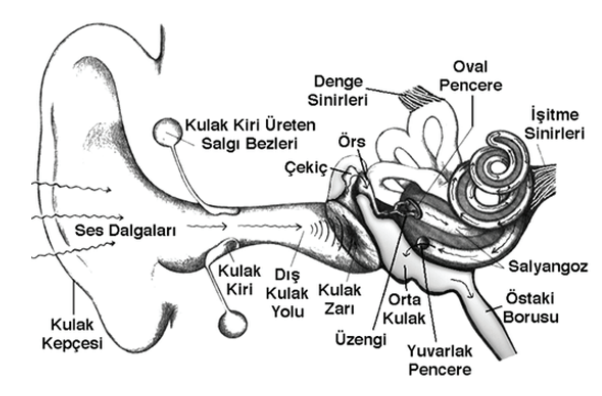 Denge
Sinirleri
Oval
Pencere
İşitme
Sinirleri
Kulak Kiri Üreten
Salgı Bezleri
Örs
Çekiç
Ses Dalgaları
Kulak
Kiri
Dış
Kulak
Yolu
Kulak
Zarı
Orta
Kulak
Salyangoz
Östaki
Borusu
Kulak
Kepçesi
Üzengi
Yuvarlak
Pencere